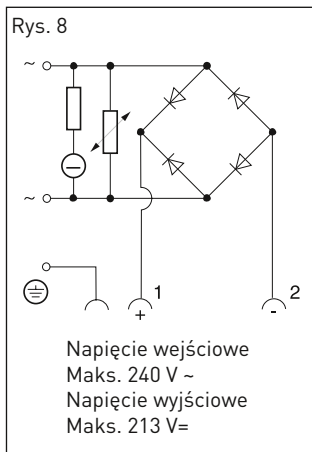 Rys. 8
~
~
1 2
+ -
Napięcie wejściowe
Maks. 240 V ~
Napięcie wyjściowe
Maks. 213 V=